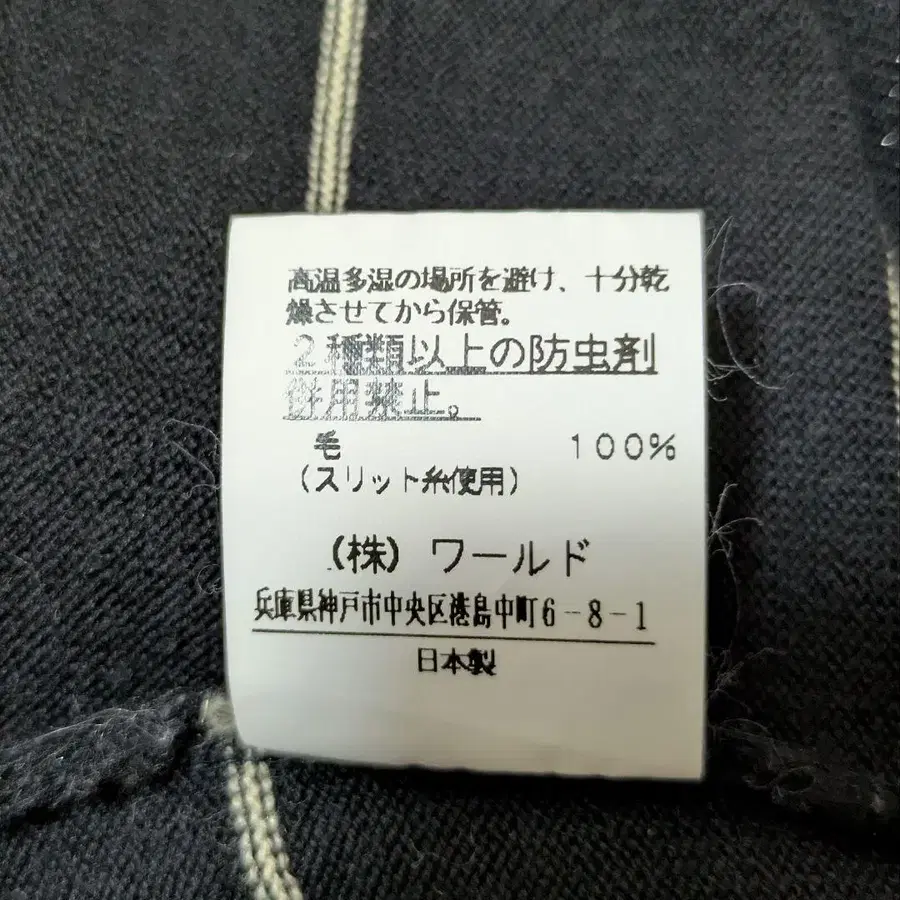 高温多湿の場所を避け、十分乾
燥させてから保管。
2種類以上の防虫剤
併用禁止。
毛 100%
(スリット糸使用)
(株) ワールド
兵庫県神戸市中央区港島中町6-8-1
日本製